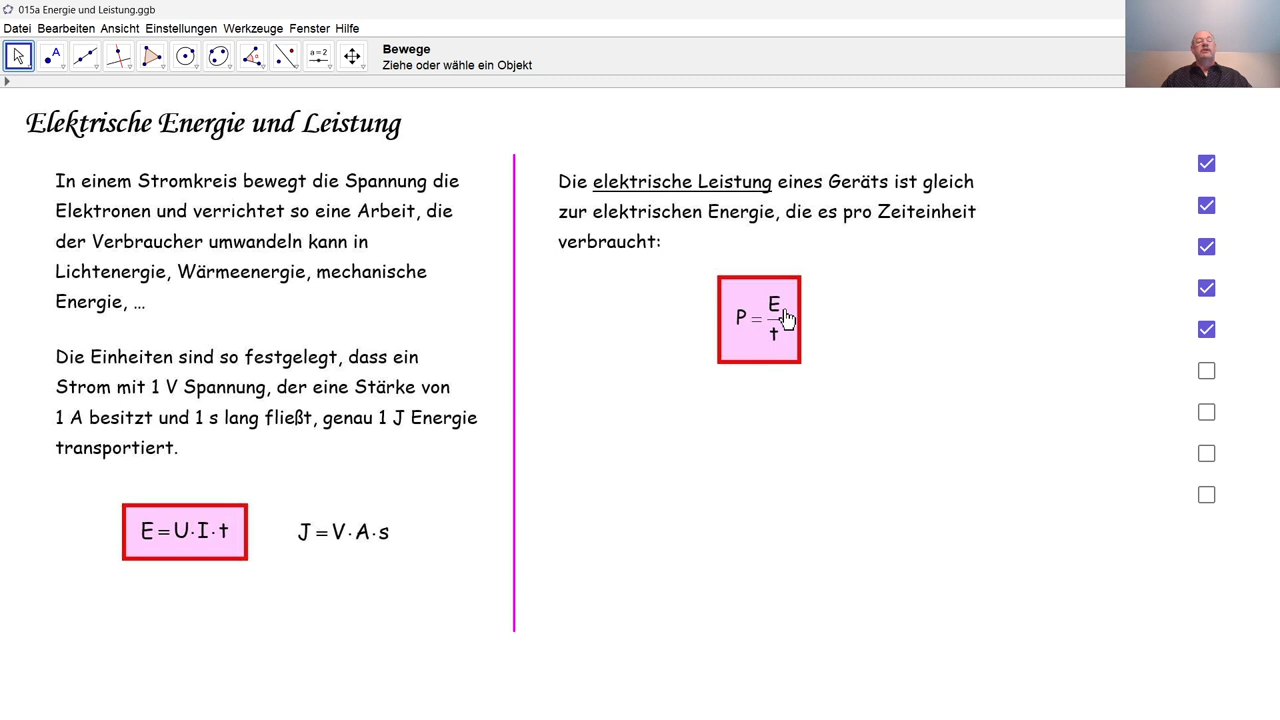 015a Energie und Leistung.ggb
Datei Bearbeiten Ansicht Einstellungen Werkzeuge Fenster Hilfe
A
a=2
Bewege
Ziehe oder wähle ein Objekt
Elektrische Energie und Leistung
In einem Stromkreis bewegt die Spannung die
Elektronen und verrichtet so eine Arbeit, die
der Verbraucher umwandeln kann in
Lichtenergie, Wärmeenergie, mechanische
Energie, ...
Die Einheiten sind so festgelegt, dass ein
Strom mit 1 V Spannung, der eine Stärke von
1 A besitzt und 1 s lang fließt, genau 1 J Energie
transportiert.
E = U·I·t
J = V·A·s
Die elektrische Leistung eines Geräts ist gleich
zur elektrischen Energie, die es pro Zeiteinheit
verbraucht:
P = E/t